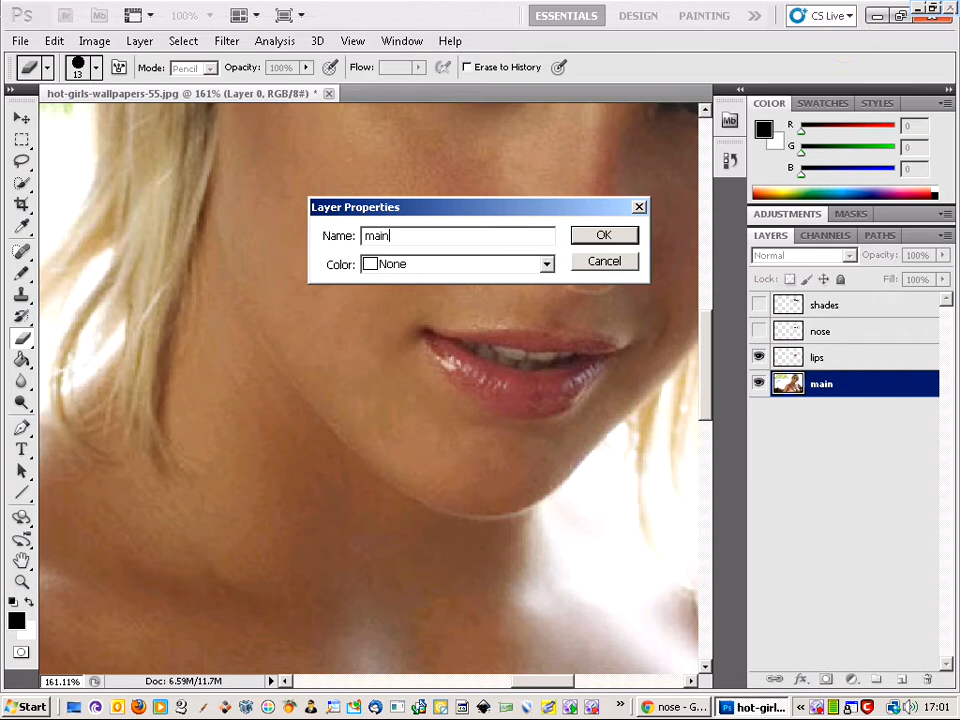 Ps Br Mb 100% ESSENTIALS DESIGN PAINTING CS Live
File Edit Image Layer Select Filter Analysis 3D View Window Help
13 Mode: Pencil Opacity: 100% Flow: Erase to History
hot-girls-wallpapers-55.jpg @ 161% (Layer 0, RGB/8#) *
COLOR SWATCHES STYLES
Mb
R 0
G 0
B 0
Layer Properties
Name: main OK
Color: None Cancel
ADJUSTMENTS MASKS
LAYERS CHANNELS PATHS
Normal Opacity: 100%
Lock: Fill: 100%
shades
nose
lips
main
T
161.11% Doc: 6.59M/11.7M
fx
Start nose - G... hot-girl... 17:01